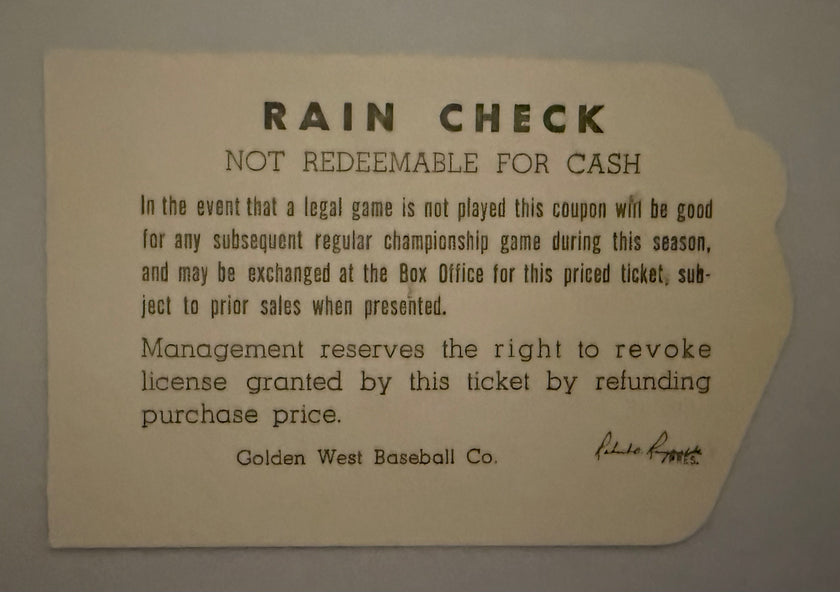 RAIN CHECK
NOT REDEEMABLE FOR CASH
In the event that a legal game is not played this coupon will be good
for any subsequent regular championship game during this season,
and may be exchanged at the Box Office for this priced ticket, sub-
ject to prior sales when presented.
Management reserves the right to revoke
license granted by this ticket by refunding
purchase price.
Golden West Baseball Co.
PRES.